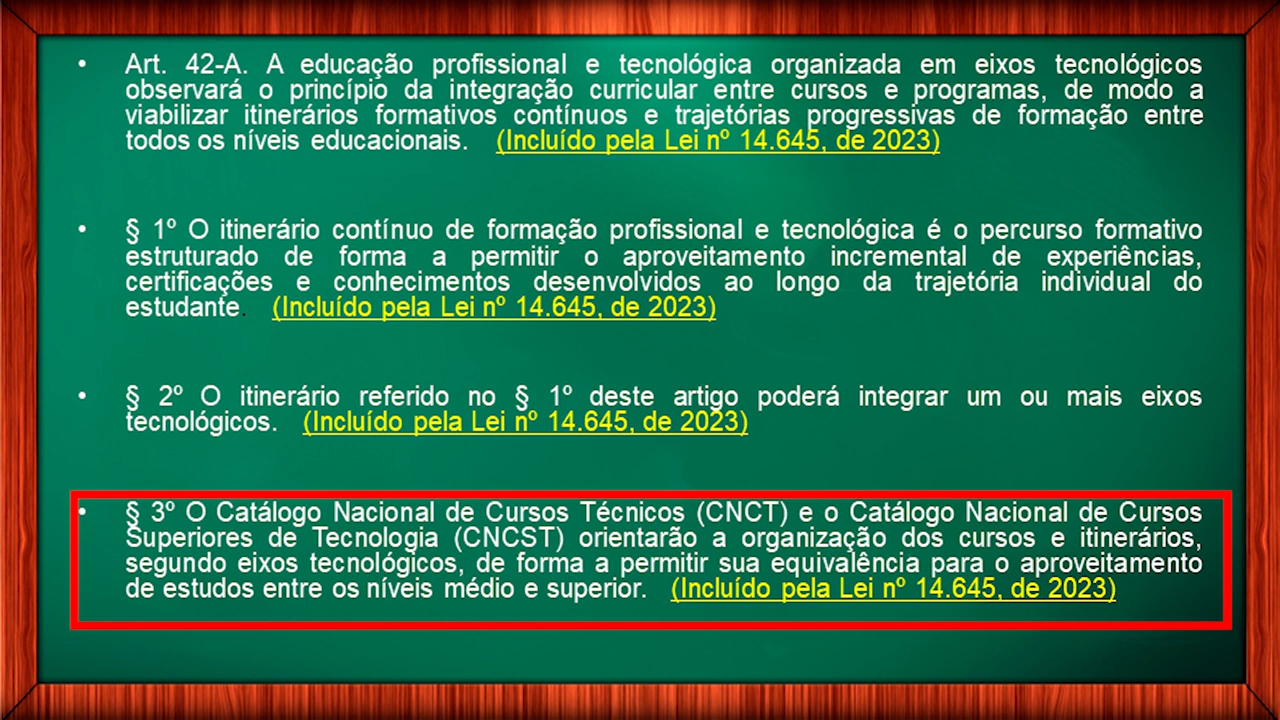 • Art. 42-A. A educação profissional e tecnológica organizada em eixos tecnológicos
observará o princípio da integração curricular entre cursos e programas, de modo a
viabilizar itinerários formativos contínuos e trajetórias progressivas de formação entre
todos os níveis educacionais. (Incluído pela Lei nº 14.645, de 2023)
• § 1º O itinerário contínuo de formação profissional e tecnológica é o percurso formativo
estruturado de forma a permitir o aproveitamento incremental de experiências,
certificações e conhecimentos desenvolvidos ao longo da trajetória individual do
estudante. (Incluído pela Lei nº 14.645, de 2023)
• § 2º O itinerário referido no § 1º deste artigo poderá integrar um ou mais eixos
tecnológicos. (Incluído pela Lei nº 14.645, de 2023)
• § 3º O Catálogo Nacional de Cursos Técnicos (CNCT) e o Catálogo Nacional de Cursos
Superiores de Tecnologia (CNCST) orientarão a organização dos cursos e itinerários,
segundo eixos tecnológicos, de forma a permitir sua equivalência para o aproveitamento
de estudos entre os níveis médio e superior. (Incluído pela Lei nº 14.645, de 2023)